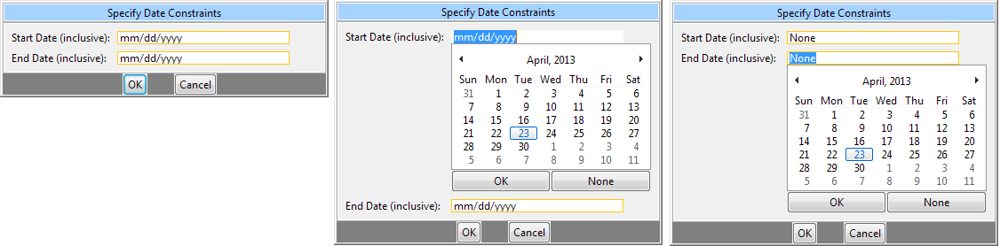 Specify Date Constraints
Start Date (inclusive): mm/dd/yyyy
End Date (inclusive): mm/dd/yyyy
OK Cancel
Specify Date Constraints
Start Date (inclusive): mm/dd/yyyy
April, 2013
Sun Mon Tue Wed Thu Fri Sat
31 1 2 3 4 5 6
7 8 9 10 11 12 13
14 15 16 17 18 19 20
21 22 23 24 25 26 27
28 29 30 1 2 3 4
5 6 7 8 9 10 11
OK None
End Date (inclusive): mm/dd/yyyy
OK Cancel
Specify Date Constraints
Start Date (inclusive): None
End Date (inclusive): None
April, 2013
Sun Mon Tue Wed Thu Fri Sat
31 1 2 3 4 5 6
7 8 9 10 11 12 13
14 15 16 17 18 19 20
21 22 23 24 25 26 27
28 29 30 1 2 3 4
5 6 7 8 9 10 11
OK None
OK Cancel